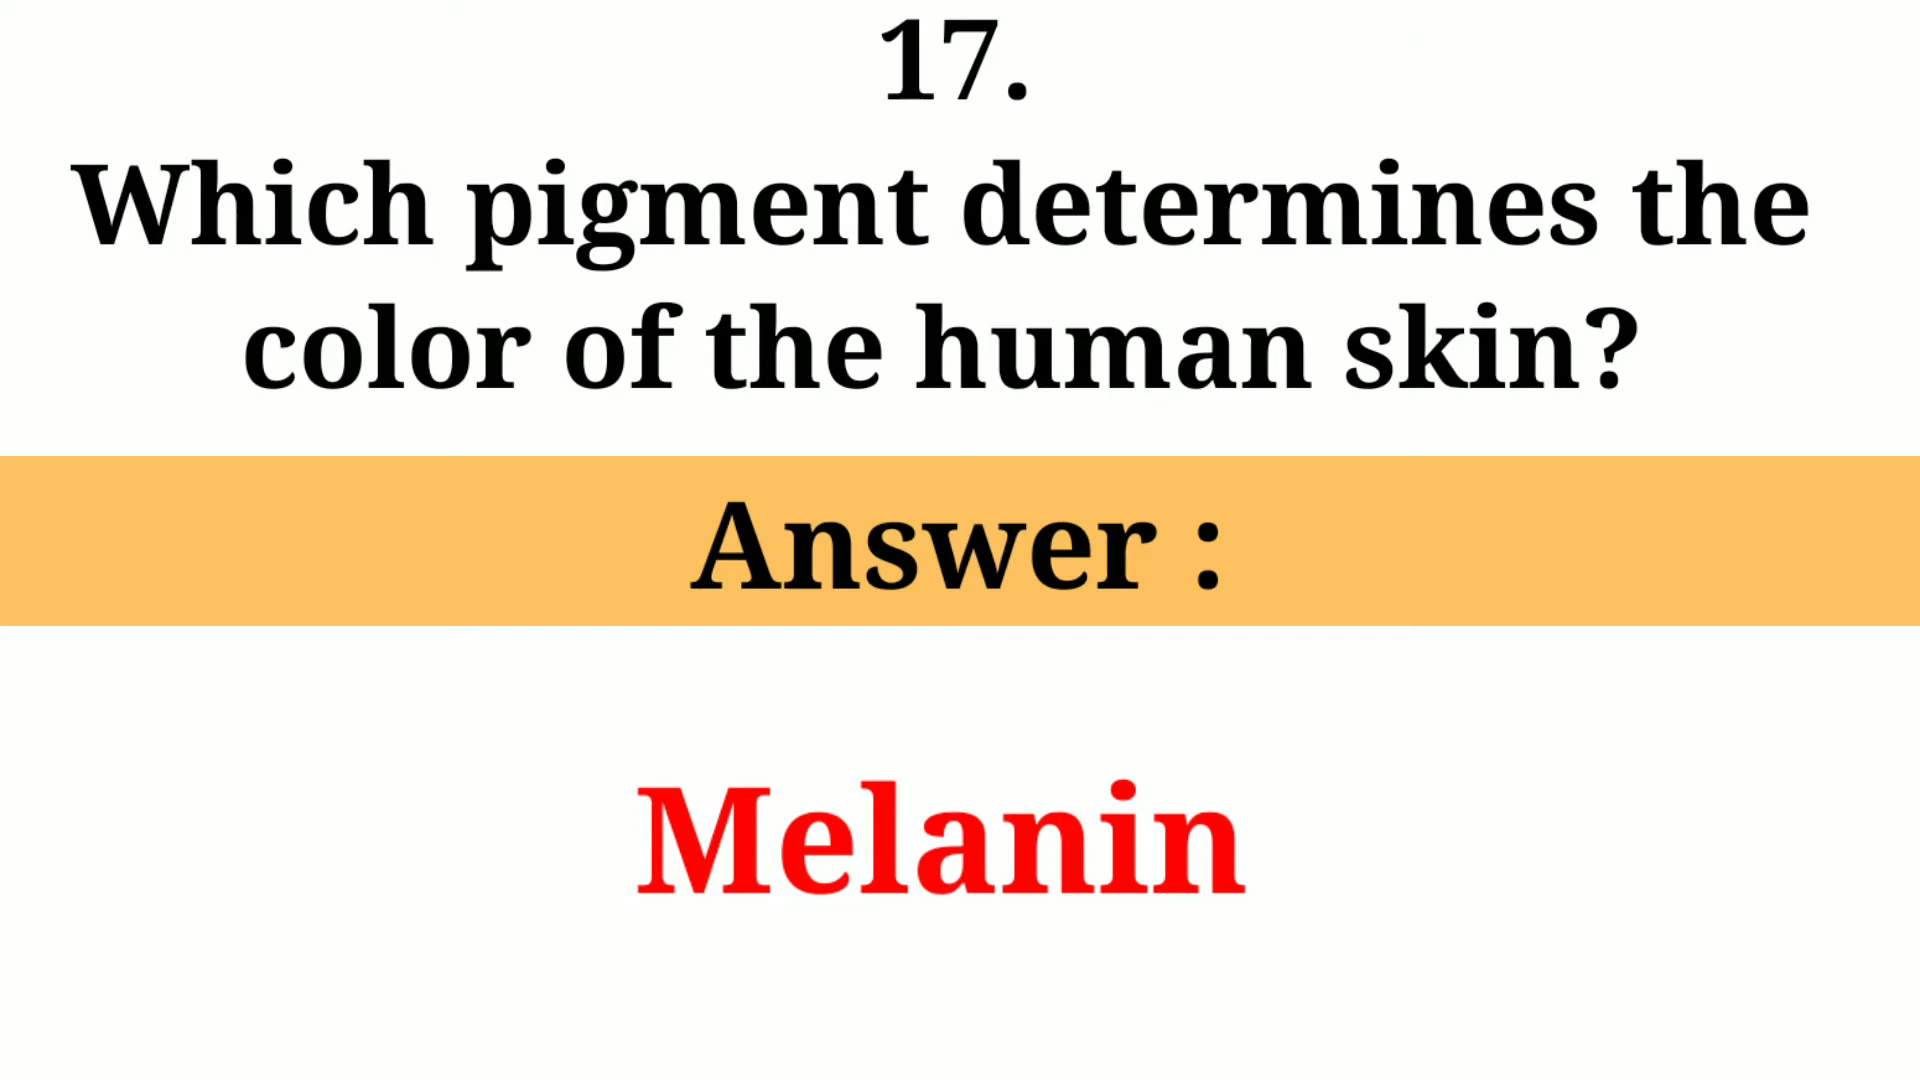 17.
Which pigment determines the
color of the human skin?
Answer :
Melanin